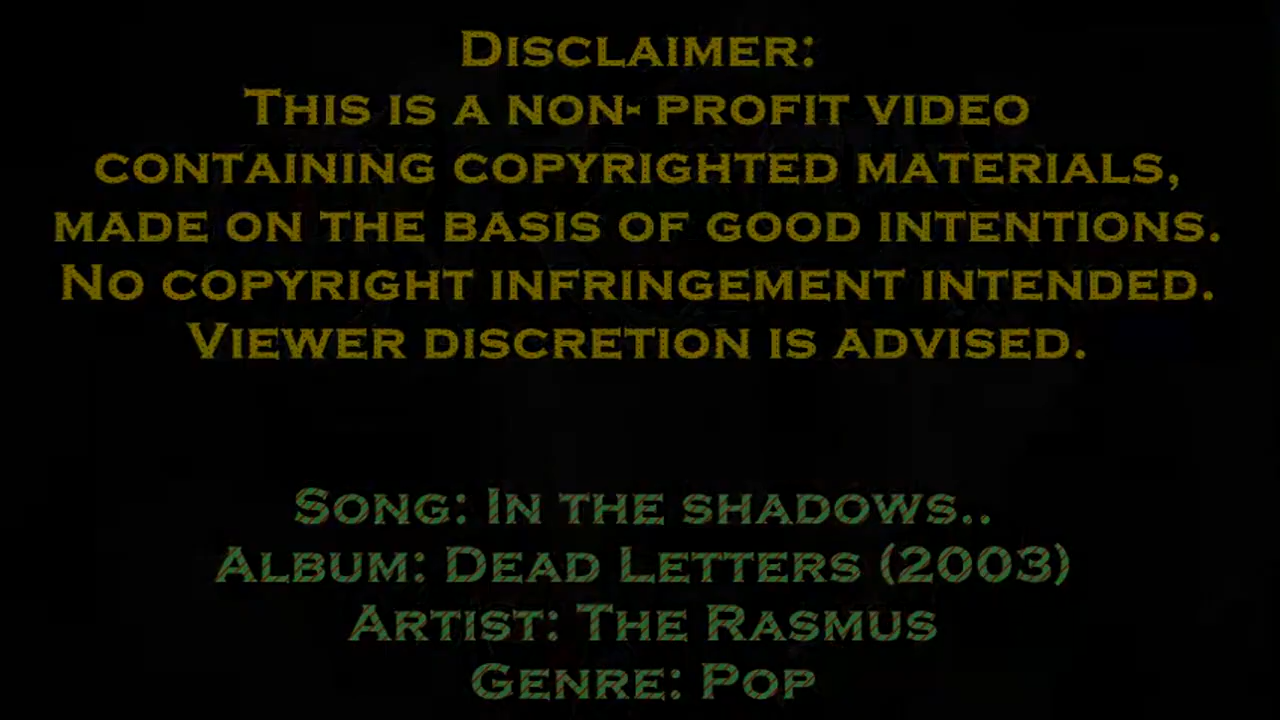 Disclaimer:
This is a non- profit video
containing copyrighted materials,
made on the basis of good intentions.
No copyright infringement intended.
Viewer discretion is advised.
Song: In the shadows..
Album: Dead Letters (2003)
Artist: The Rasmus
Genre: Pop